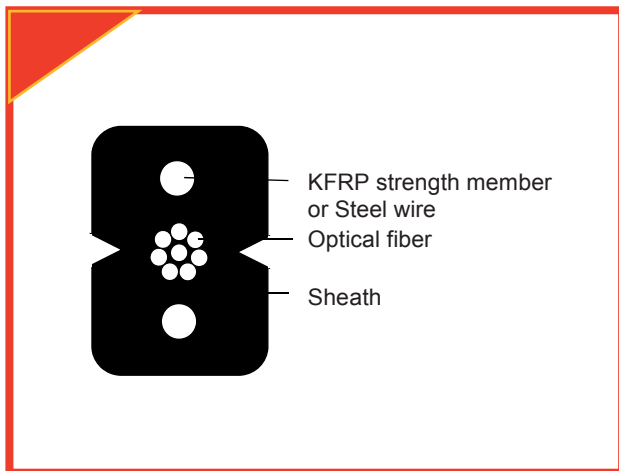 KFRP strength member
or Steel wire
Optical fiber
Sheath